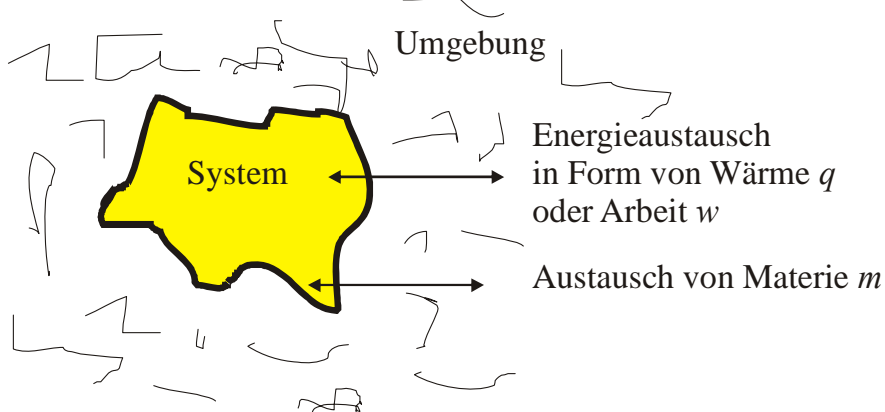 Umgebung
Energieaustausch
System
in Form von Wärme q
oder Arbeit w
Austausch von Materie m